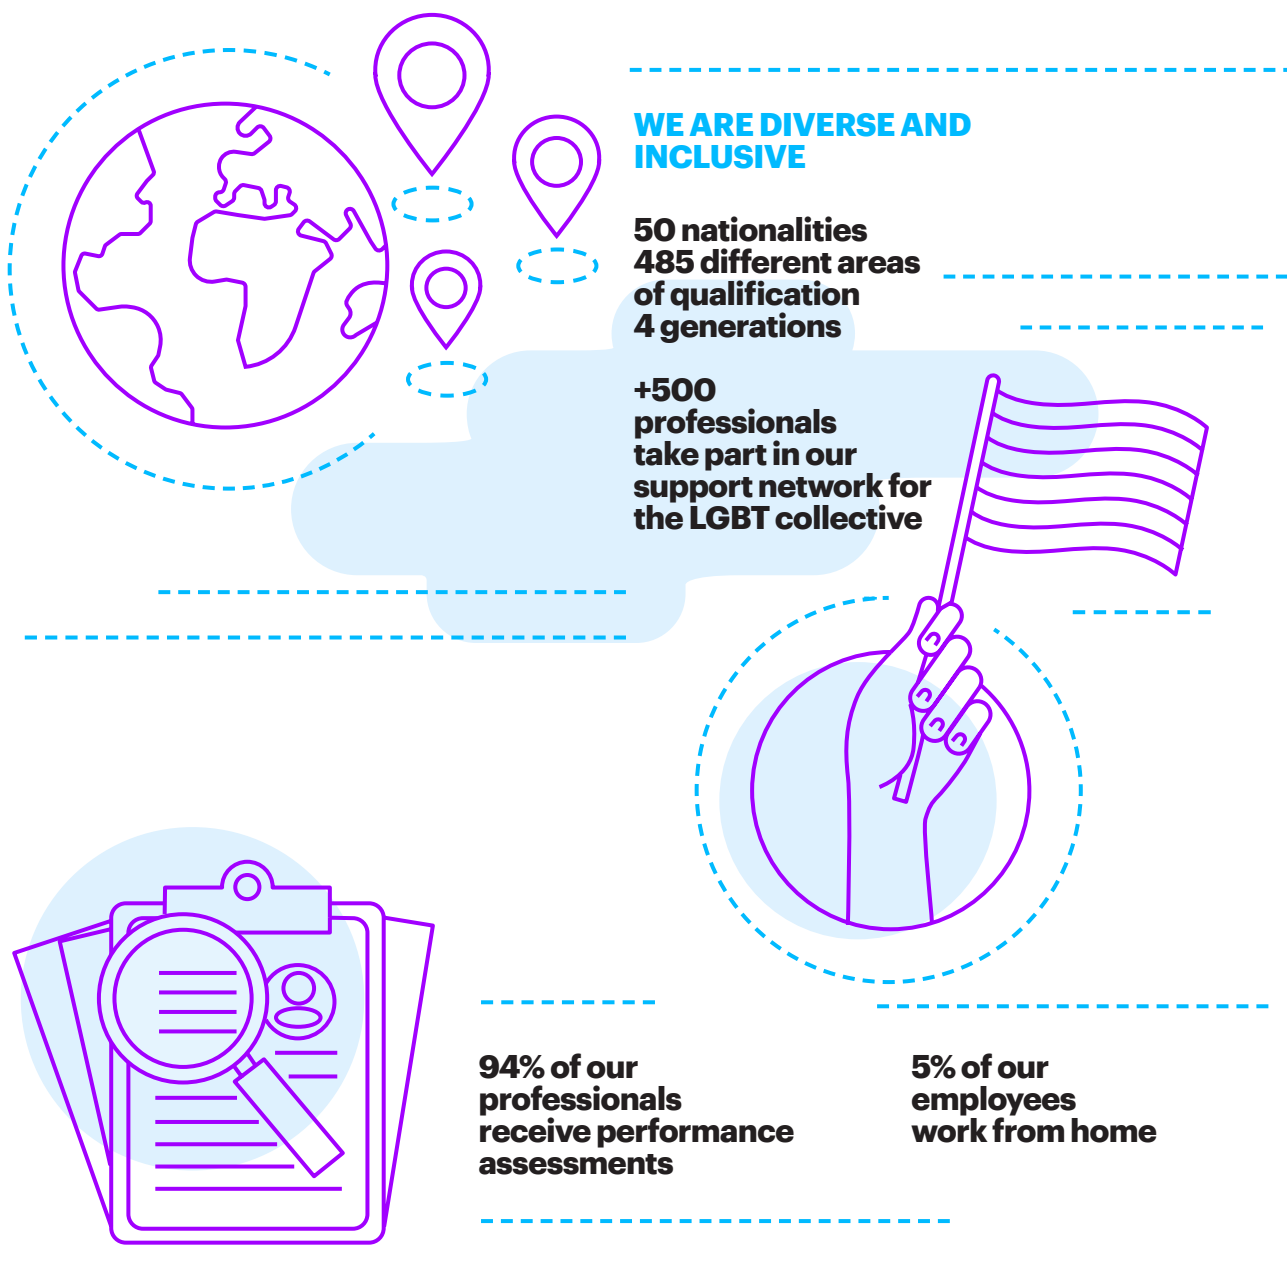 WE ARE DIVERSE AND
INCLUSIVE
50 nationalities
485 different areas
of qualification
4 generations
+500
professionals
take part in our
support network for
the LGBT collective
94% of our
professionals
receive performance
assessments
5% of our
employees
work from home